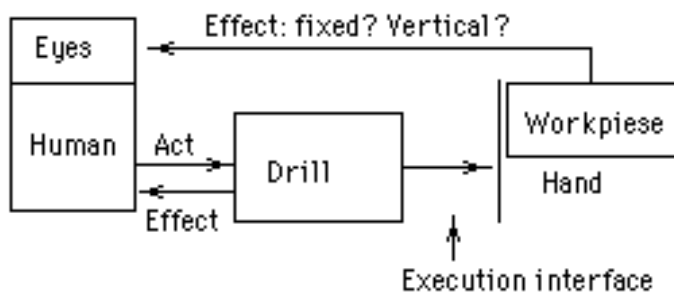 Effect: fixed? Vertical?
Eyes
Human
Act
Drill
Workpiese
Hand
Effect
Execution interface